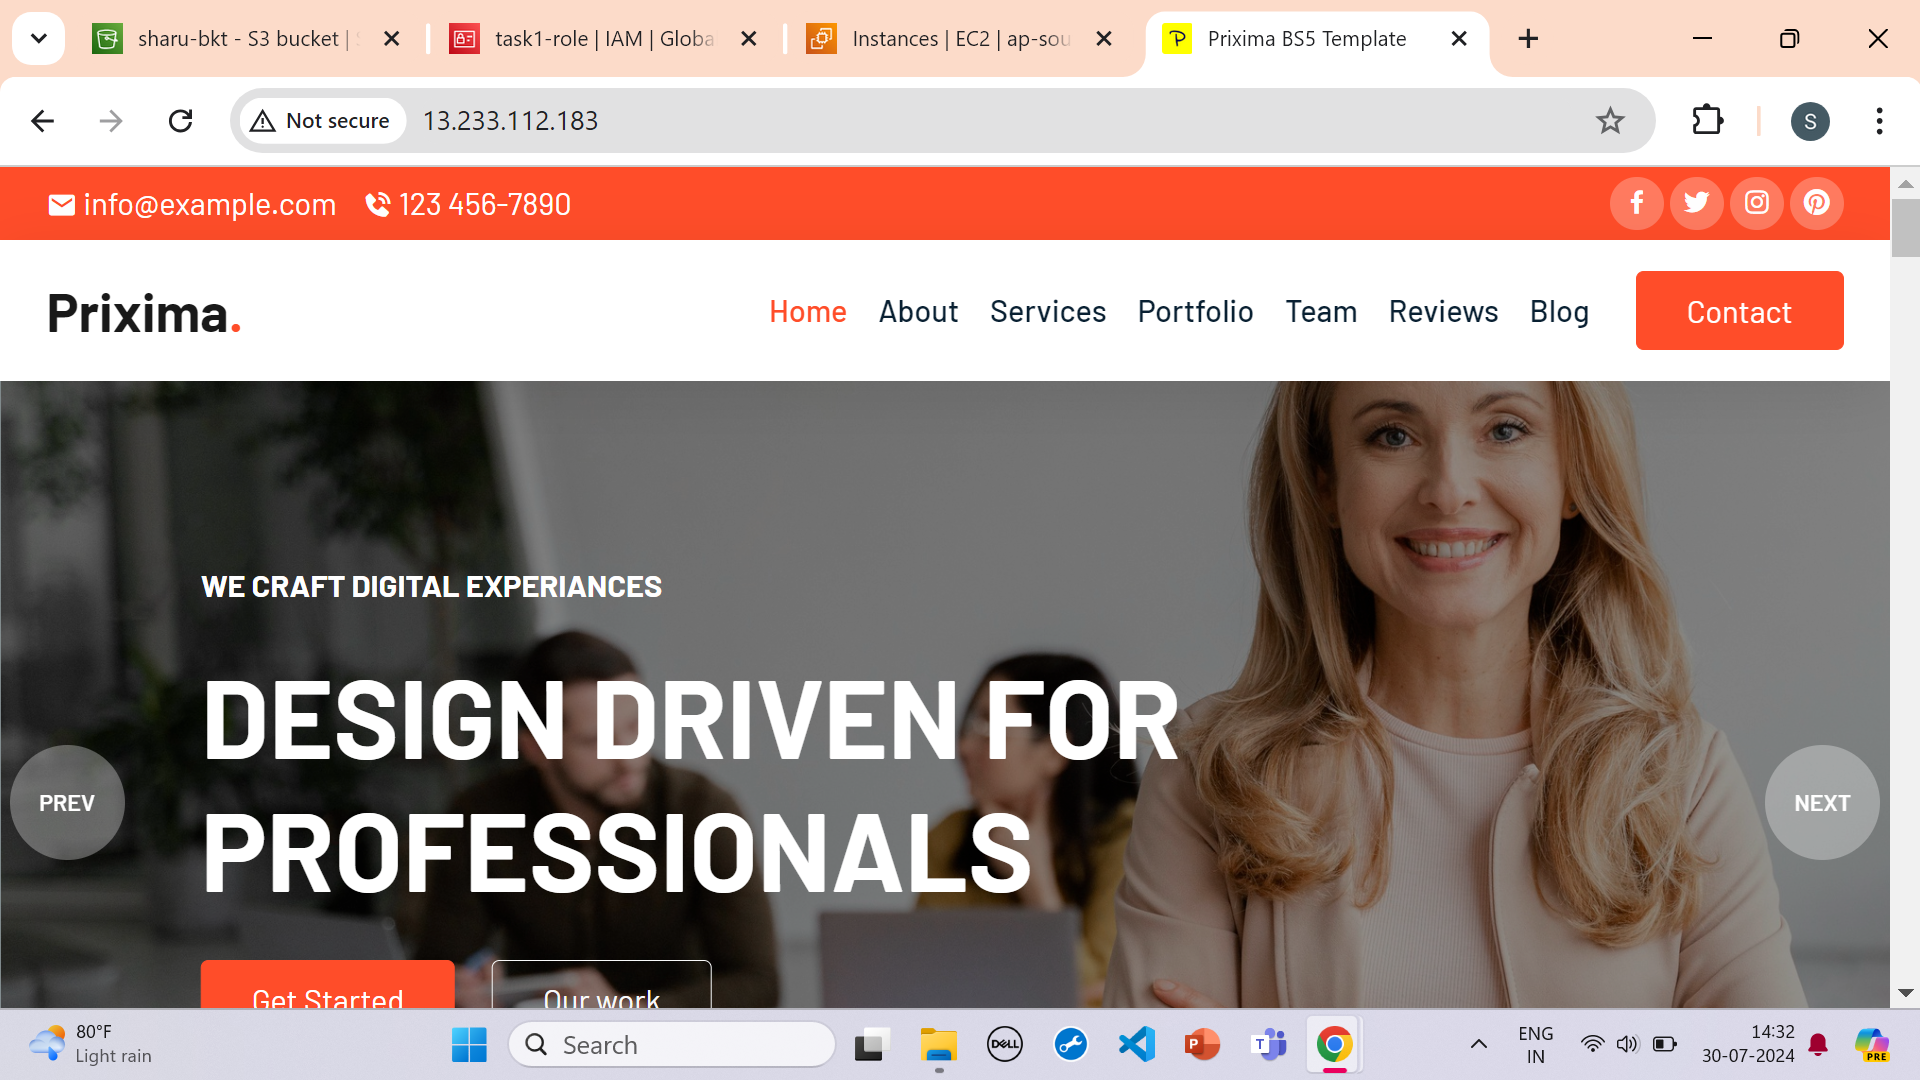 sharu-bkt - S3 bucket | S
task1-role | IAM | Globa
Instances | EC2 | ap-sou
Prixima BS5 Template
Not secure
13.233.112.183
S
info@example.com
123 456-7890
Prixima.
Home
About
Services
Portfolio
Team
Reviews
Blog
Contact
WE CRAFT DIGITAL EXPERIANCES
DESIGN DRIVEN FOR
PROFESSIONALS
PREV
NEXT
Get Started
Our work
80°F
Light rain
Search
DELL
P
T
ENG
IN
14:32
30-07-2024
PRE